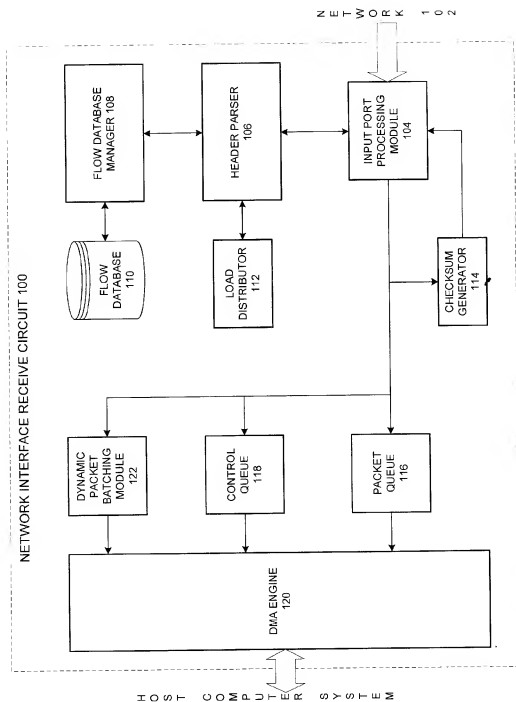 NETWORK INTERFACE RECEIVE CIRCUIT 100
HOST COMPUTER SYSTEM
DMA ENGINE
120
DYNAMIC
PACKET
BATCHING
MODULE
122
CONTROL
QUEUE
118
PACKET
QUEUE
116
FLOW
DATABASE
110
FLOW DATABASE
MANAGER 108
LOAD
DISTRIBUTOR
112
HEADER PARSER
106
CHECKSUM
GENERATOR
114
INPUT PORT
PROCESSING
MODULE
104
NETWORK 102